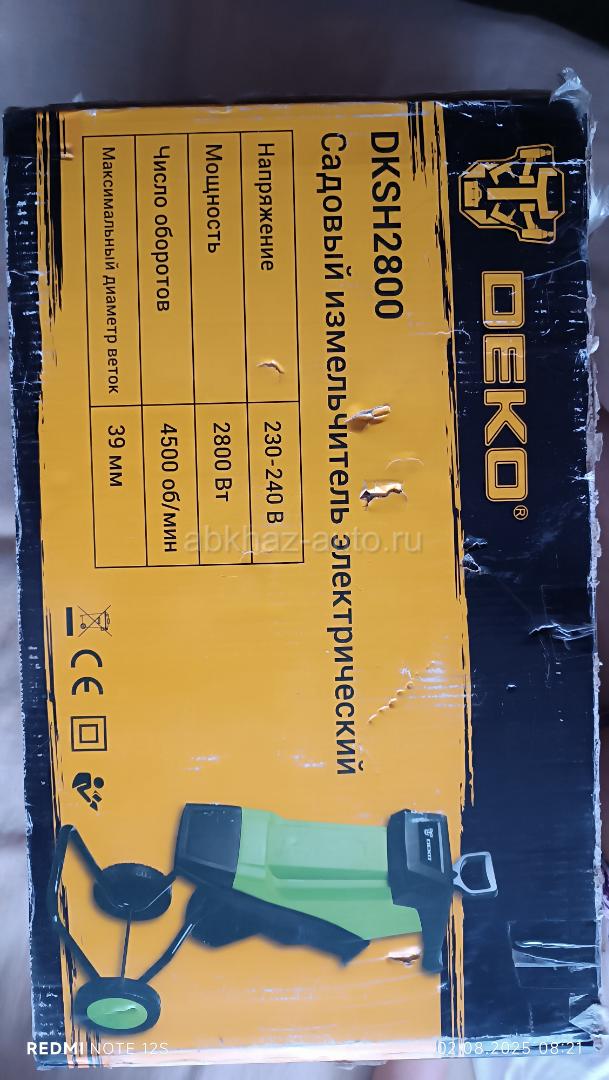 DEKO®
DKSH2800
Садовый измельчитель электрический
Напряжение 230-240 В
Мощность 2800 Вт
Число оборотов 4500 об/мин
Максимальный диаметр веток 39 мм
CE
DEKO
abkhaz-auto.ru
REDMI NOTE 12S
02.08.2025 08:21